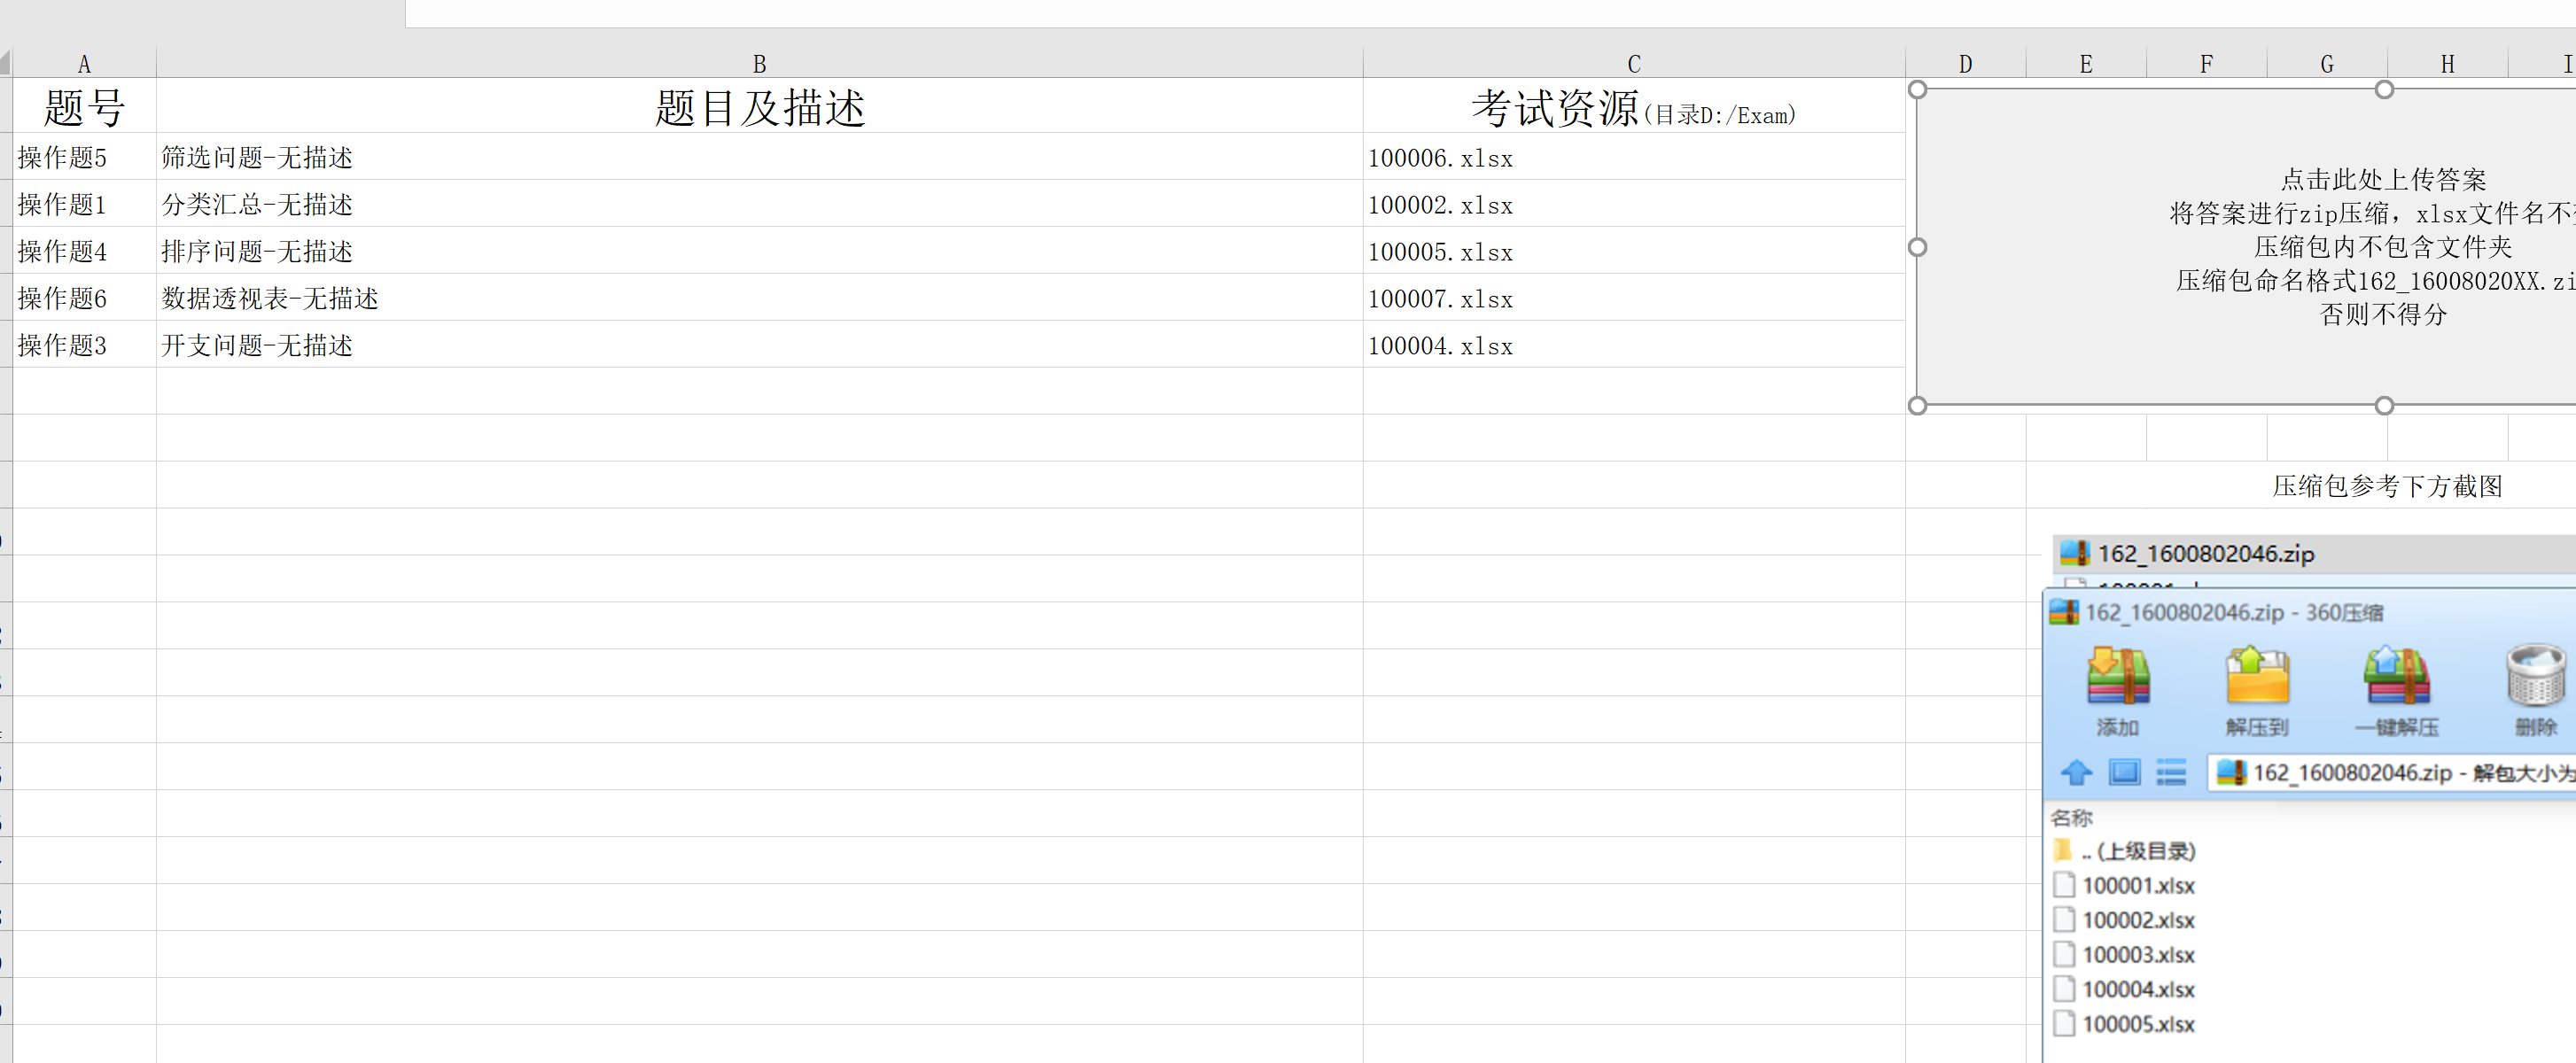 A B C D E F G H I
题号 题目及描述 考试资源(目录D:/Exam)
操作题5 筛选问题-无描述 100006.xlsx
操作题1 分类汇总-无描述 100002.xlsx
操作题4 排序问题-无描述 100005.xlsx
操作题6 数据透视表-无描述 100007.xlsx
操作题3 开支问题-无描述 100004.xlsx
点击此处上传答案
将答案进行zip压缩，xlsx文件名不
压缩包内不包含文件夹
压缩包命名格式162_16008020XX.zi
否则不得分
压缩包参考下方截图
162_1600802046.zip
162_1600802046.zip - 360压缩
添加 解压到 一键解压 删除
162_1600802046.zip - 解包大小为
名称
.. (上级目录)
100001.xlsx
100002.xlsx
100003.xlsx
100004.xlsx
100005.xlsx